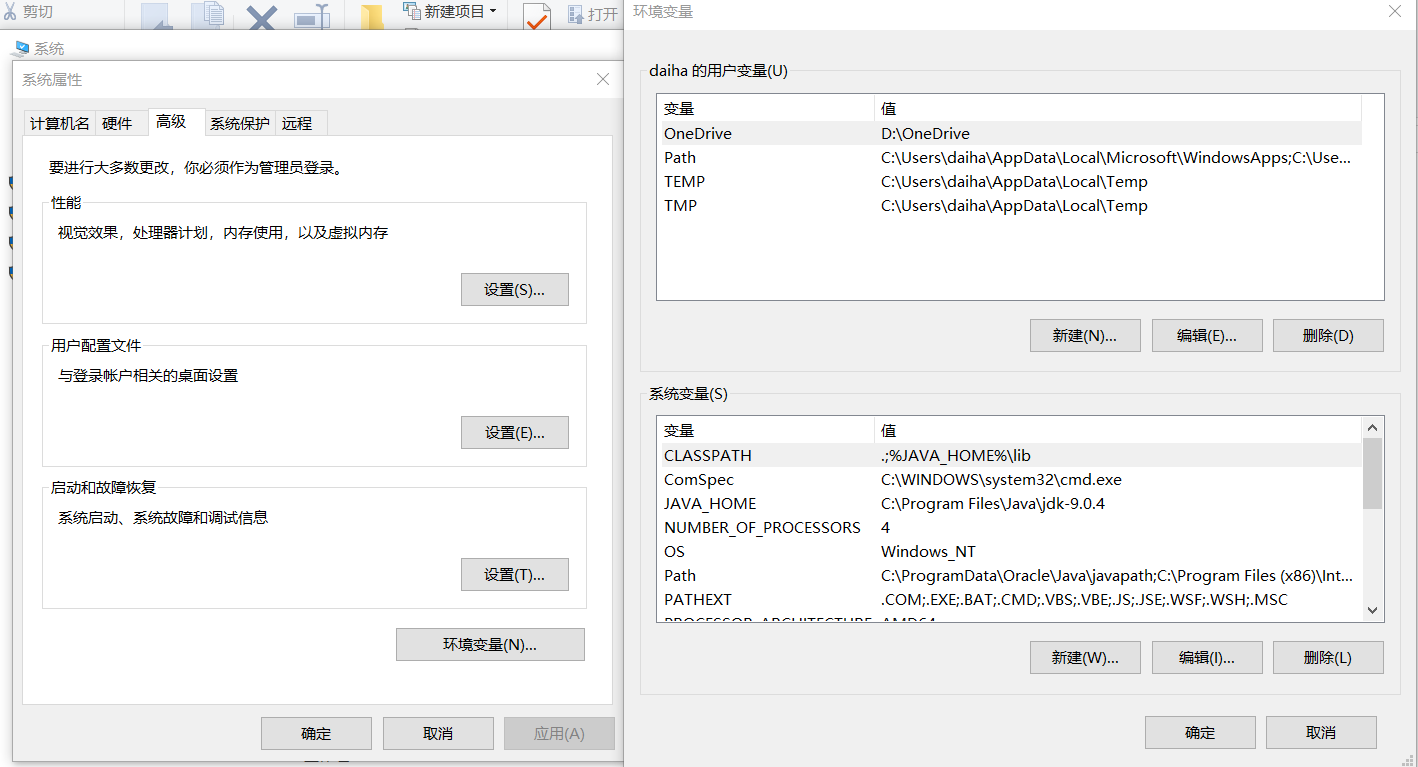 剪切
新建项目
打开
系统
系统属性
计算机名 硬件 高级 系统保护 远程
要进行大多数更改，你必须作为管理员登录。
性能
视觉效果，处理器计划，内存使用，以及虚拟内存
设置(S)...
用户配置文件
与登录帐户相关的桌面设置
设置(E)...
启动和故障恢复
系统启动、系统故障和调试信息
设置(T)...
环境变量(N)...
确定 取消 应用(A)
环境变量
daiha 的用户变量(U)
变量 值
OneDrive D:\OneDrive
Path C:\Users\daiha\AppData\Local\Microsoft\WindowsApps;C:\Use...
TEMP C:\Users\daiha\AppData\Local\Temp
TMP C:\Users\daiha\AppData\Local\Temp
新建(N)... 编辑(E)... 删除(D)
系统变量(S)
变量 值
CLASSPATH .;%JAVA_HOME%\lib
ComSpec C:\WINDOWS\system32\cmd.exe
JAVA_HOME C:\Program Files\Java\jdk-9.0.4
NUMBER_OF_PROCESSORS 4
OS Windows_NT
Path C:\ProgramData\Oracle\Java\javapath;C:\Program Files (x86)\Int...
PATHEXT .COM;.EXE;.BAT;.CMD;.VBS;.VBE;.JS;.JSE;.WSF;.WSH;.MSC
PROCESSOR_ARCHITECTURE AMD64
新建(W)... 编辑(I)... 删除(L)
确定 取消